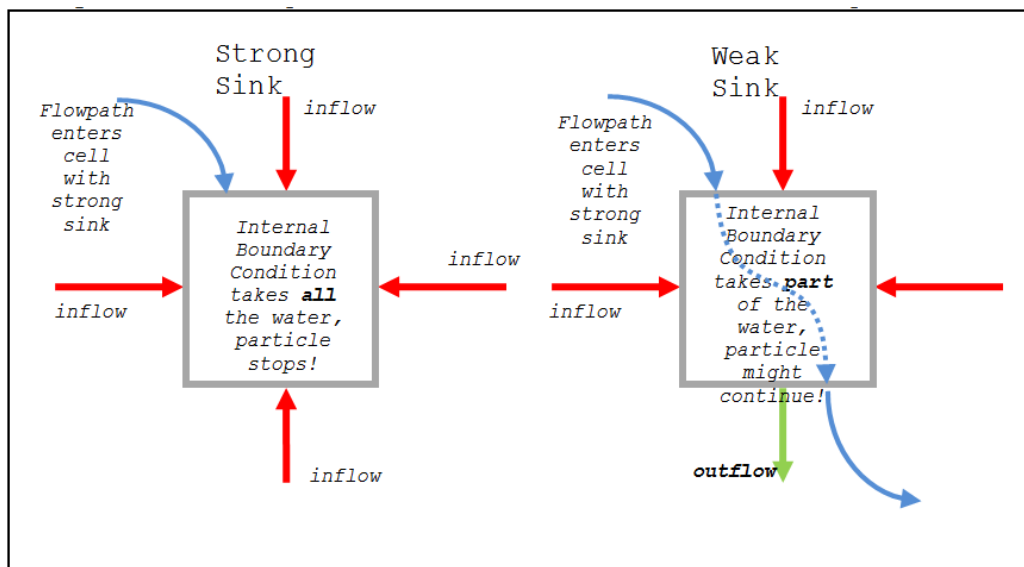 Strong
Sink
Flowpath
enters
cell
with
strong
sink
inflow
Internal
Boundary
Condition
takes all
the water,
particle
stops!
inflow
inflow
inflow
Weak
Sink
Flowpath
enters
cell
with
strong
sink
inflow
Internal
Boundary
Condition
takes part
of the
water,
particle
might
continue!
inflow
outflow